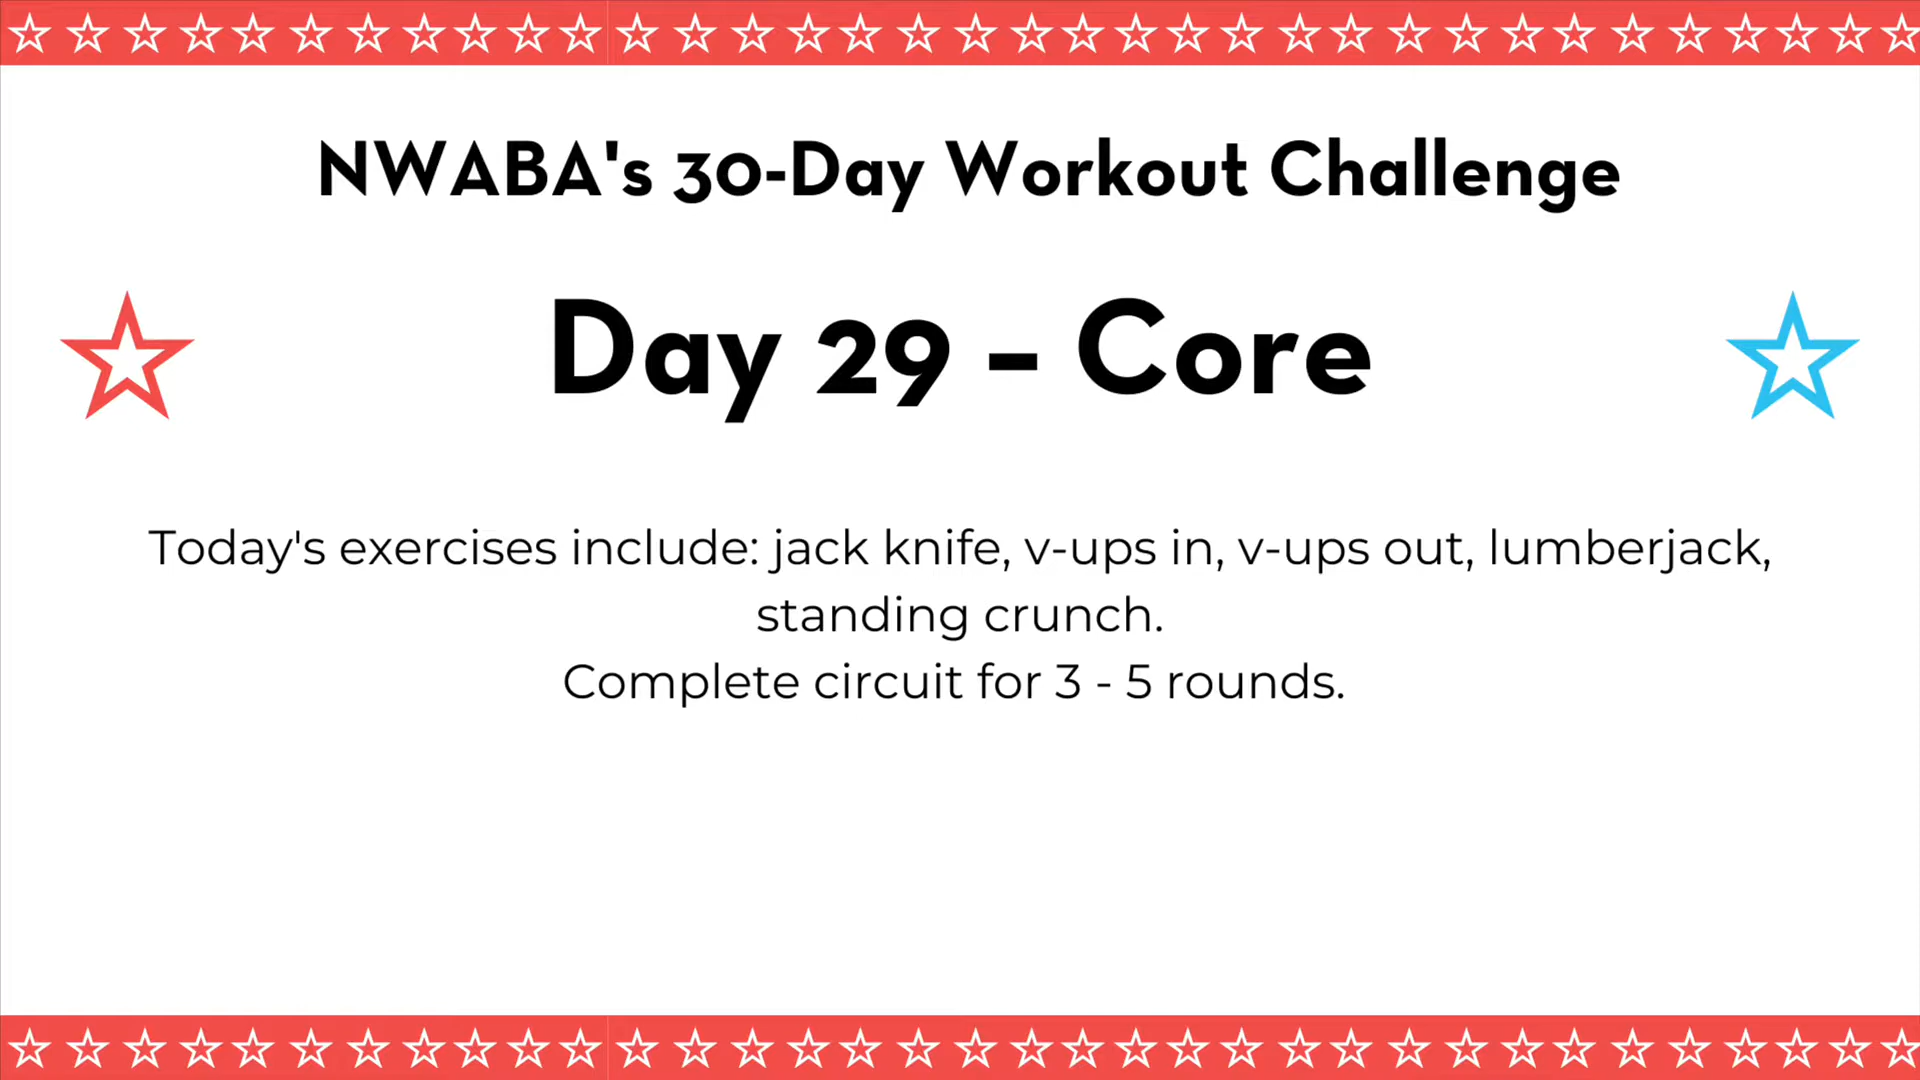 NWABA's 30-Day Workout Challenge
Day 29 - Core
Today's exercises include: jack knife, v-ups in, v-ups out, lumberjack,
standing crunch.
Complete circuit for 3 - 5 rounds.